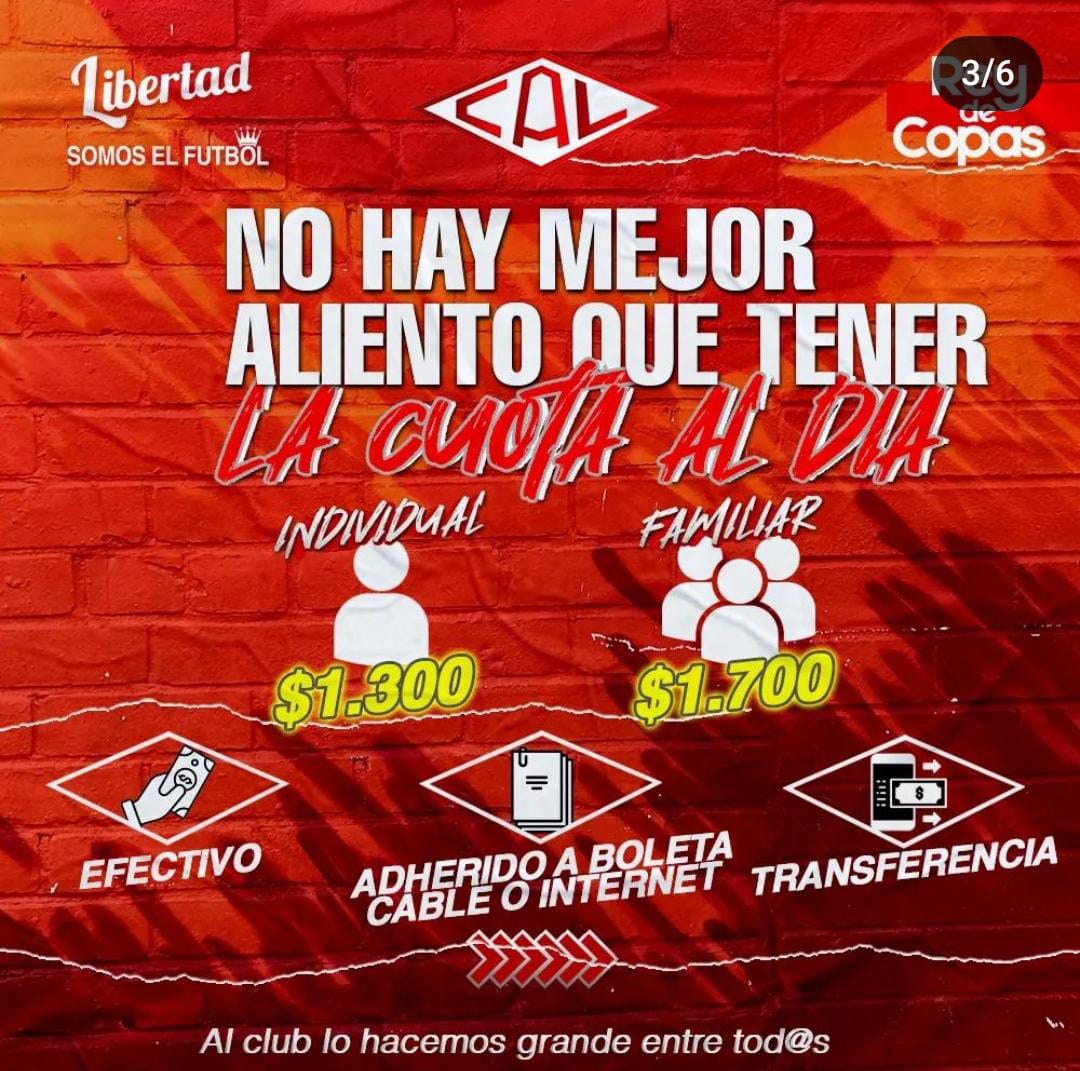 Libertad
SOMOS EL FUTBOL
CAL
3/6
Rey
de
Copas
NO HAY MEJOR
ALIENTO QUE TENER
LA CUOTA AL DIA
INDIVIDUAL
FAMILIAR
$1.300
$1.700
EFECTIVO
ADHERIDO A BOLETA
CABLE O INTERNET
TRANSFERENCIA
Al club lo hacemos grande entre tod@s